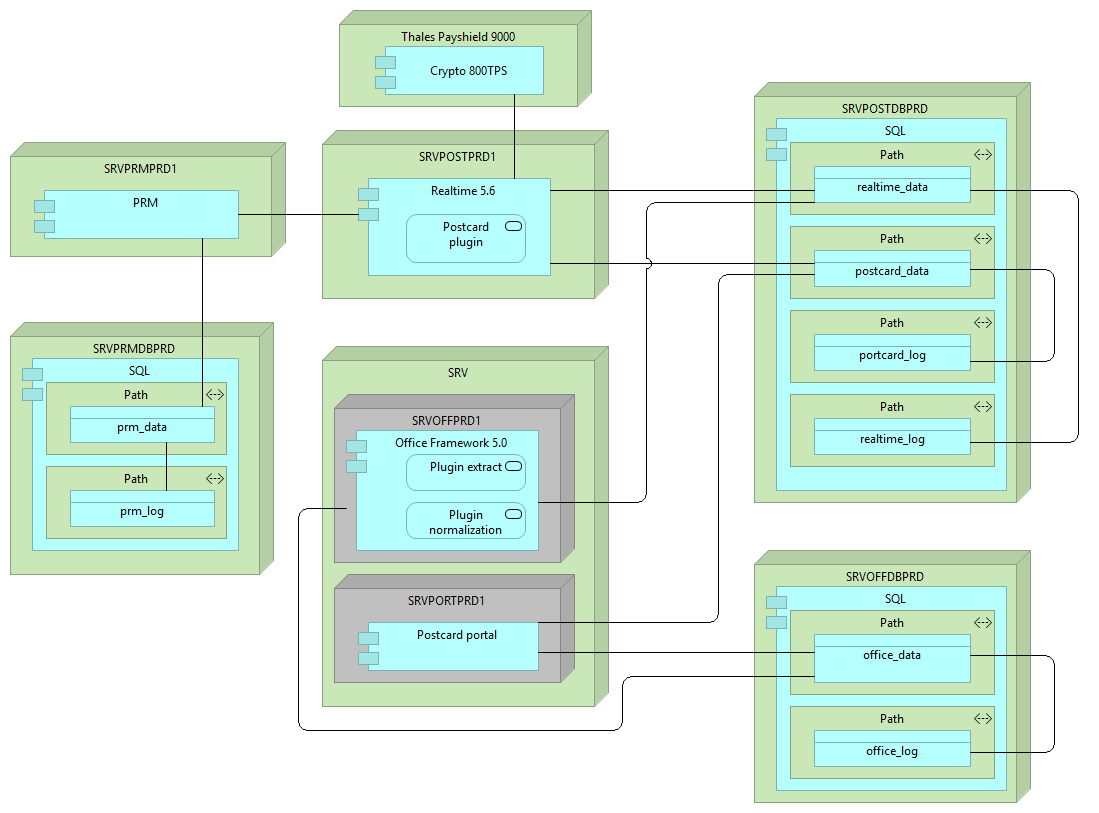 Thales Payshield 9000
Crypto 800TPS
SRVPRMPRD1
PRM
SRVPOSTPRD1
Realtime 5.6
Postcard
plugin
SRVPOSTDBPRD
SQL
Path
realtime_data
Path
postcard_data
Path
portcard_log
Path
realtime_log
SRVPRMDBPRD
SQL
Path
prm_data
Path
prm_log
SRV
SRVOFFPRD1
Office Framework 5.0
Plugin extract
Plugin
normalization
SRVPORTPRD1
Postcard portal
SRVOFFDBPRD
SQL
Path
office_data
Path
office_log